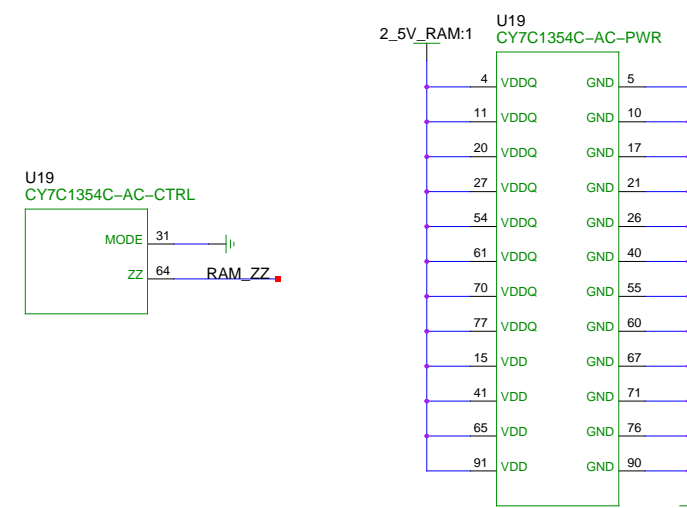 U19
CY7C1354C-AC-CTRL
MODE 31
ZZ 64 RAM_ZZ
2_5V_RAM:1
U19
CY7C1354C-AC-PWR
4 VDDQ GND 5
11 VDDQ GND 10
20 VDDQ GND 17
27 VDDQ GND 21
54 VDDQ GND 26
61 VDDQ GND 40
70 VDDQ GND 55
77 VDDQ GND 60
15 VDD GND 67
41 VDD GND 71
65 VDD GND 76
91 VDD GND 90